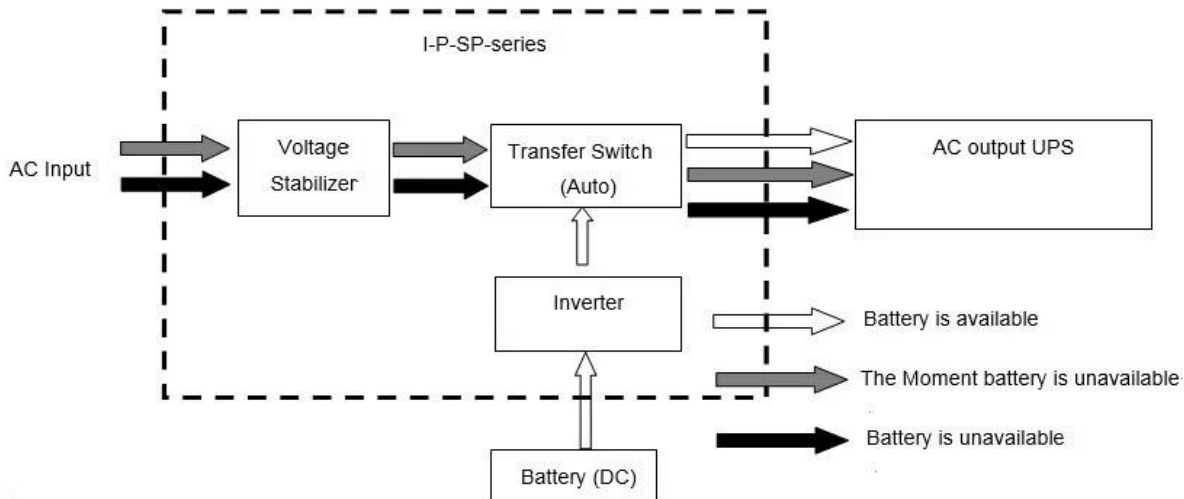 I-P-SP-series
AC Input
Voltage
Stabilizer
Transfer Switch
(Auto)
AC output UPS
Inverter
Battery (DC)
Battery is available
The Moment battery is unavailable
Battery is unavailable